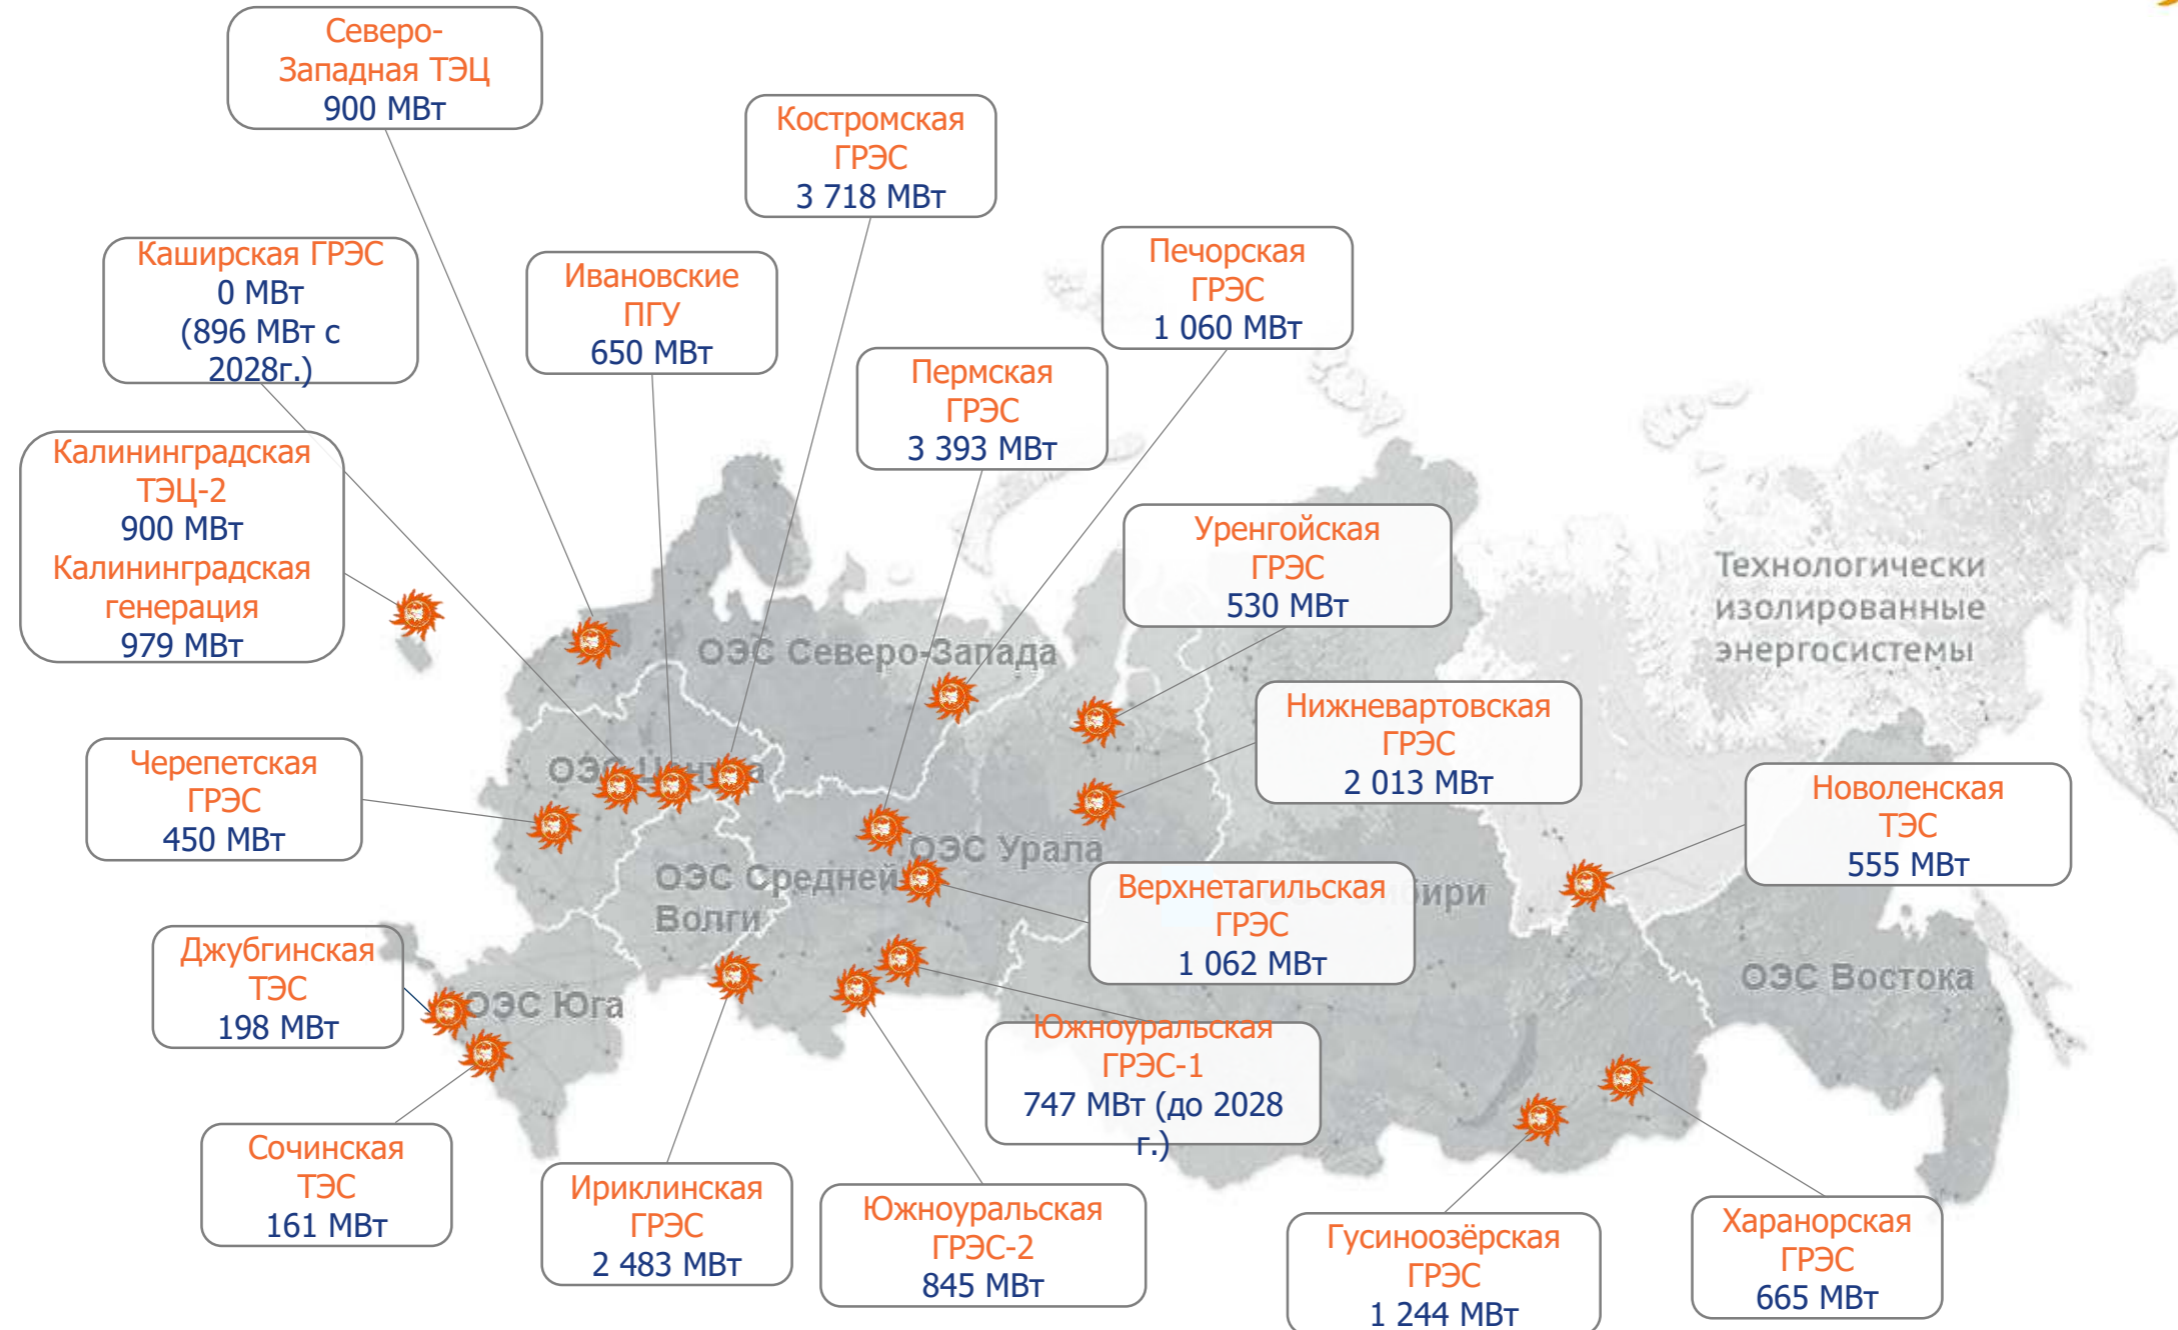 Северо-
Западная ТЭЦ
900 МВт
Костромская
ГРЭС
3 718 МВт
Каширская ГРЭС
0 МВт
(896 МВт с
2028г.)
Ивановские
ПГУ
650 МВт
Печорская
ГРЭС
1 060 МВт
Пермская
ГРЭС
3 393 МВт
Калининградская
ТЭЦ-2
900 МВт
Калининградская
генерация
979 МВт
Уренгойская
ГРЭС
530 МВт
Технологически
изолированные
энергосистемы
ОЭС Северо-Запада
Нижневартовская
ГРЭС
2 013 МВт
Черепетская
ГРЭС
450 МВт
ОЭС
Новоленская
ТЭС
555 МВт
ОЭС Урала
ОЭС Средней
Волги
Верхнетагильская
ГРЭС
1 062 МВт
Джубгинская
ТЭС
198 МВт
ОЭС Юга
ОЭС Востока
Южноуральская
ГРЭС-1
747 МВт (до 2028
г.)
Сочинская
ТЭС
161 МВт
Ириклинская
ГРЭС
2 483 МВт
Южноуральская
ГРЭС-2
845 МВт
Гусиноозёрская
ГРЭС
1 244 МВт
Харанорская
ГРЭС
665 МВт